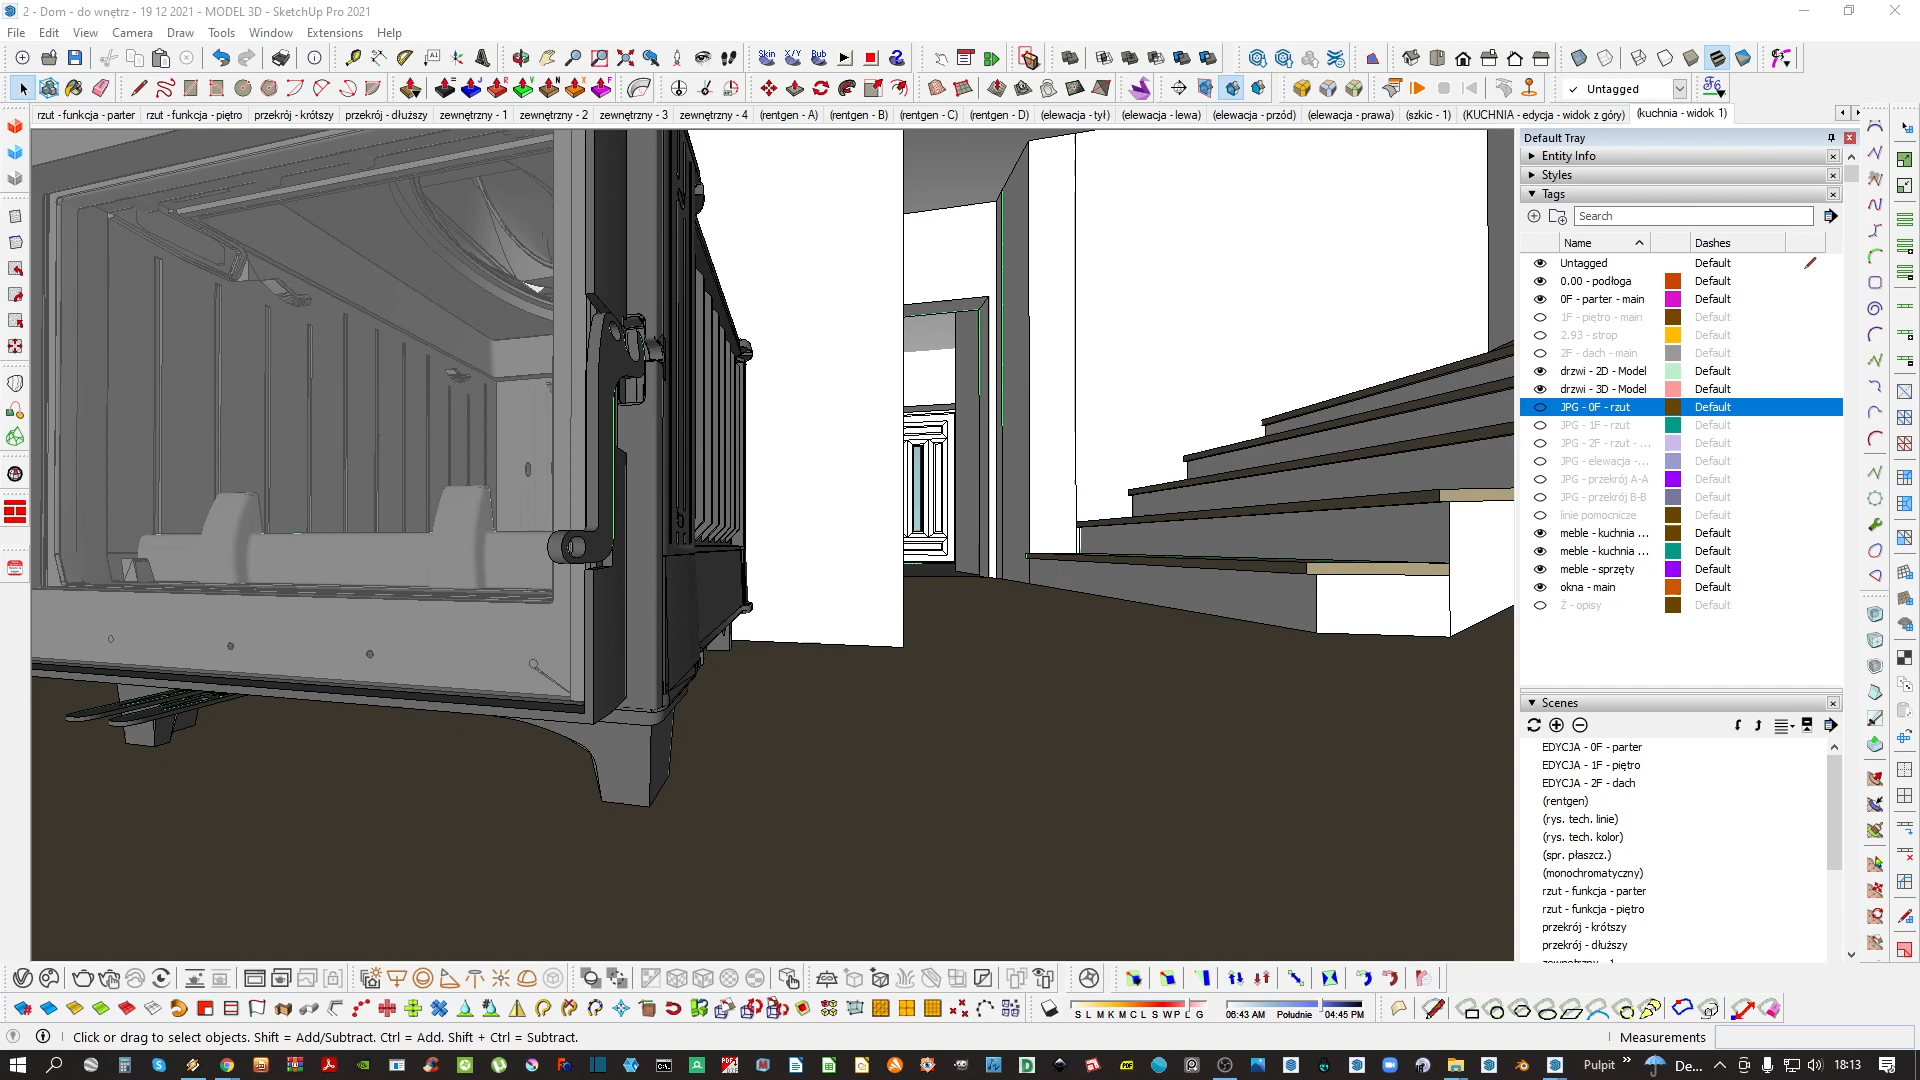 2 - Dom - do wnętrz - 19 12 2021 - MODEL 3D - SketchUp Pro 2021
File Edit View Camera Draw Tools Window Extensions Help
Skin X/Y Bub
Untagged
rzut -funkcja -parter rzut -funkcja - piętro przekrój - krótszy przekrój - dłuższy zewnętrzny - 1 zewnętrzny - 2 zewnętrzny - 3 zewnętrzny - 4 (rentgen - A) (rentgen - B) (rentgen - C) (rentgen - D) (elewacja -tył) (elewacja - lewa) (elewacja - przód) (elewacja - prawa) (szkic - 1) (KUCHNIA - edycja - widok z góry) (kuchnia - widok 1)
Default Tray
Entity Info
Styles
Tags
Search
Name Dashes
Untagged Default
0.00 - podłoga Default
0F - parter - main Default
1F - piętro - main Default
2.93 - strop Default
2F - dach - main Default
drzwi - 2D - Model Default
drzwi - 3D - Model Default
JPG - 0F - rzut Default
JPG - 1F - rzut Default
JPG - 2F - rzut - ... Default
JPG - elewacja -... Default
JPG - przekrój A-A Default
JPG - przekrój B-B Default
linie pomocnicze Default
meble - kuchnia ... Default
meble - kuchnia ... Default
meble - sprzęty Default
okna - main Default
Ż - opisy Default
Scenes
EDYCJA - 0F - parter
EDYCJA - 1F - piętro
EDYCJA - 2F - dach
(rentgen)
(rys. tech. linie)
(rys. tech. kolor)
(spr. płaszcz.)
(monochromatyczny)
rzut - funkcja - parter
rzut - funkcja - piętro
przekrój - krótszy
przekrój - dłuższy
06:43 AM Południe 04:45 PM
Click or drag to select objects. Shift = Add/Subtract. Ctrl = Add. Shift + Ctrl = Subtract.
Measurements
Pulpit
De...
18:13